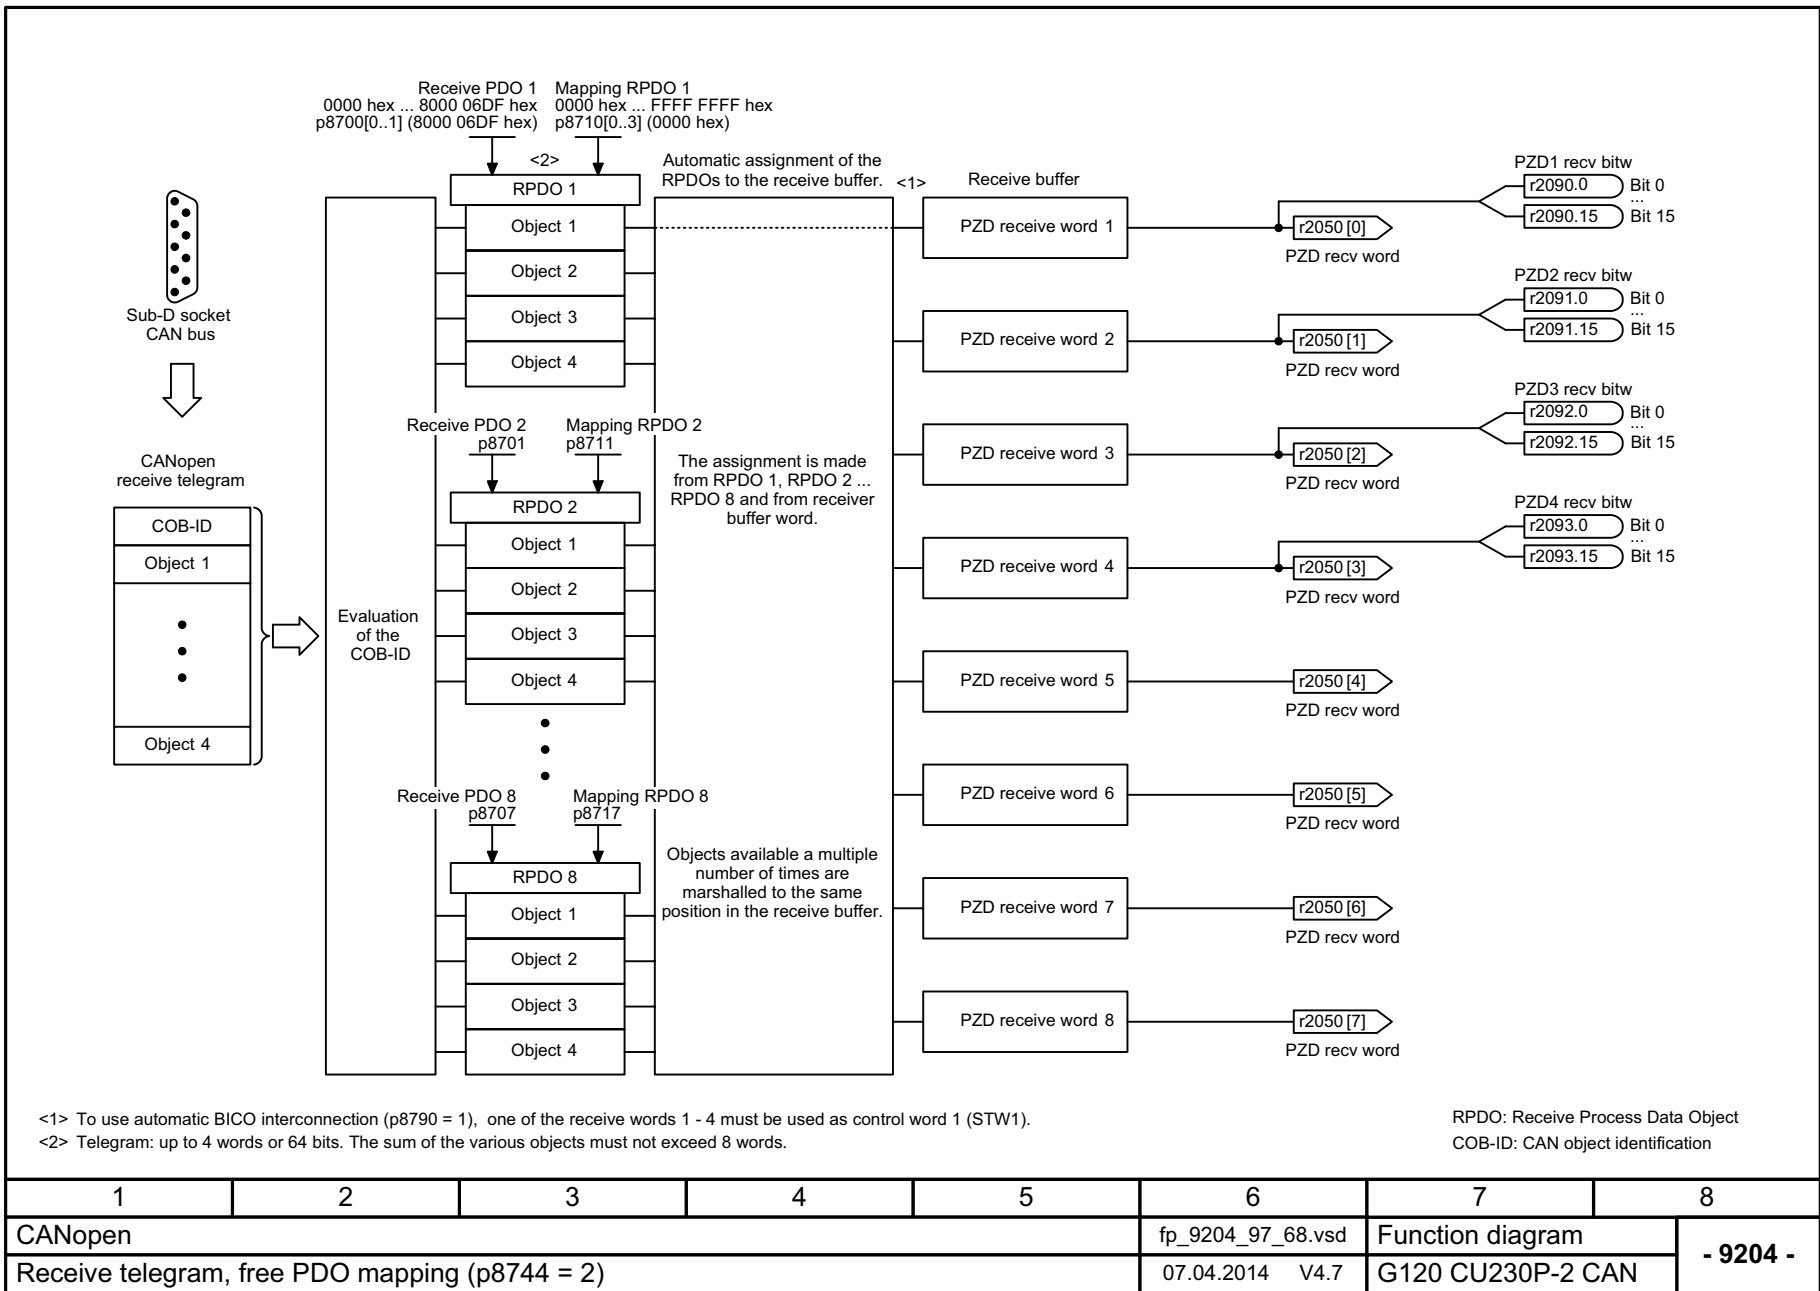 Receive PDO 1
0000 hex ... 8000 06DF hex
p8700[0..1] (8000 06DF hex)
Mapping RPDO 1
0000 hex ... FFFF FFFF hex
p8710[0..3] (0000 hex)
<2>
RPDO 1
Object 1
Object 2
Object 3
Object 4
Automatic assignment of the
RPDOs to the receive buffer.
<1>
Receive buffer
Sub-D socket
CAN bus
CANopen
receive telegram
COB-ID
Object 1
Object 4
Evaluation
of the
COB-ID
Receive PDO 2
p8701
Mapping RPDO 2
p8711
RPDO 2
Object 1
Object 2
Object 3
Object 4
Receive PDO 8
p8707
Mapping RPDO 8
p8717
RPDO 8
Object 1
Object 2
Object 3
Object 4
The assignment is made
from RPDO 1, RPDO 2 ...
RPDO 8 and from receiver
buffer word.
Objects available a multiple
number of times are
marshalled to the same
position in the receive buffer.
PZD receive word 1
PZD receive word 2
PZD receive word 3
PZD receive word 4
PZD receive word 5
PZD receive word 6
PZD receive word 7
PZD receive word 8
r2050 [0]
PZD recv word
r2050 [1]
PZD recv word
r2050 [2]
PZD recv word
r2050 [3]
PZD recv word
r2050 [4]
PZD recv word
r2050 [5]
PZD recv word
r2050 [6]
PZD recv word
r2050 [7]
PZD recv word
PZD1 recv bitw
r2090.0 Bit 0
...
r2090.15 Bit 15
PZD2 recv bitw
r2091.0 Bit 0
...
r2091.15 Bit 15
PZD3 recv bitw
r2092.0 Bit 0
...
r2092.15 Bit 15
PZD4 recv bitw
r2093.0 Bit 0
...
r2093.15 Bit 15
<1> To use automatic BICO interconnection (p8790 = 1), one of the receive words 1 - 4 must be used as control word 1 (STW1).
<2> Telegram: up to 4 words or 64 bits. The sum of the various objects must not exceed 8 words.
RPDO: Receive Process Data Object
COB-ID: CAN object identification
1 2 3 4 5 6 7 8
CANopen
fp_9204_97_68.vsd
Function diagram
- 9204 -
Receive telegram, free PDO mapping (p8744 = 2)
07.04.2014 V4.7
G120 CU230P-2 CAN